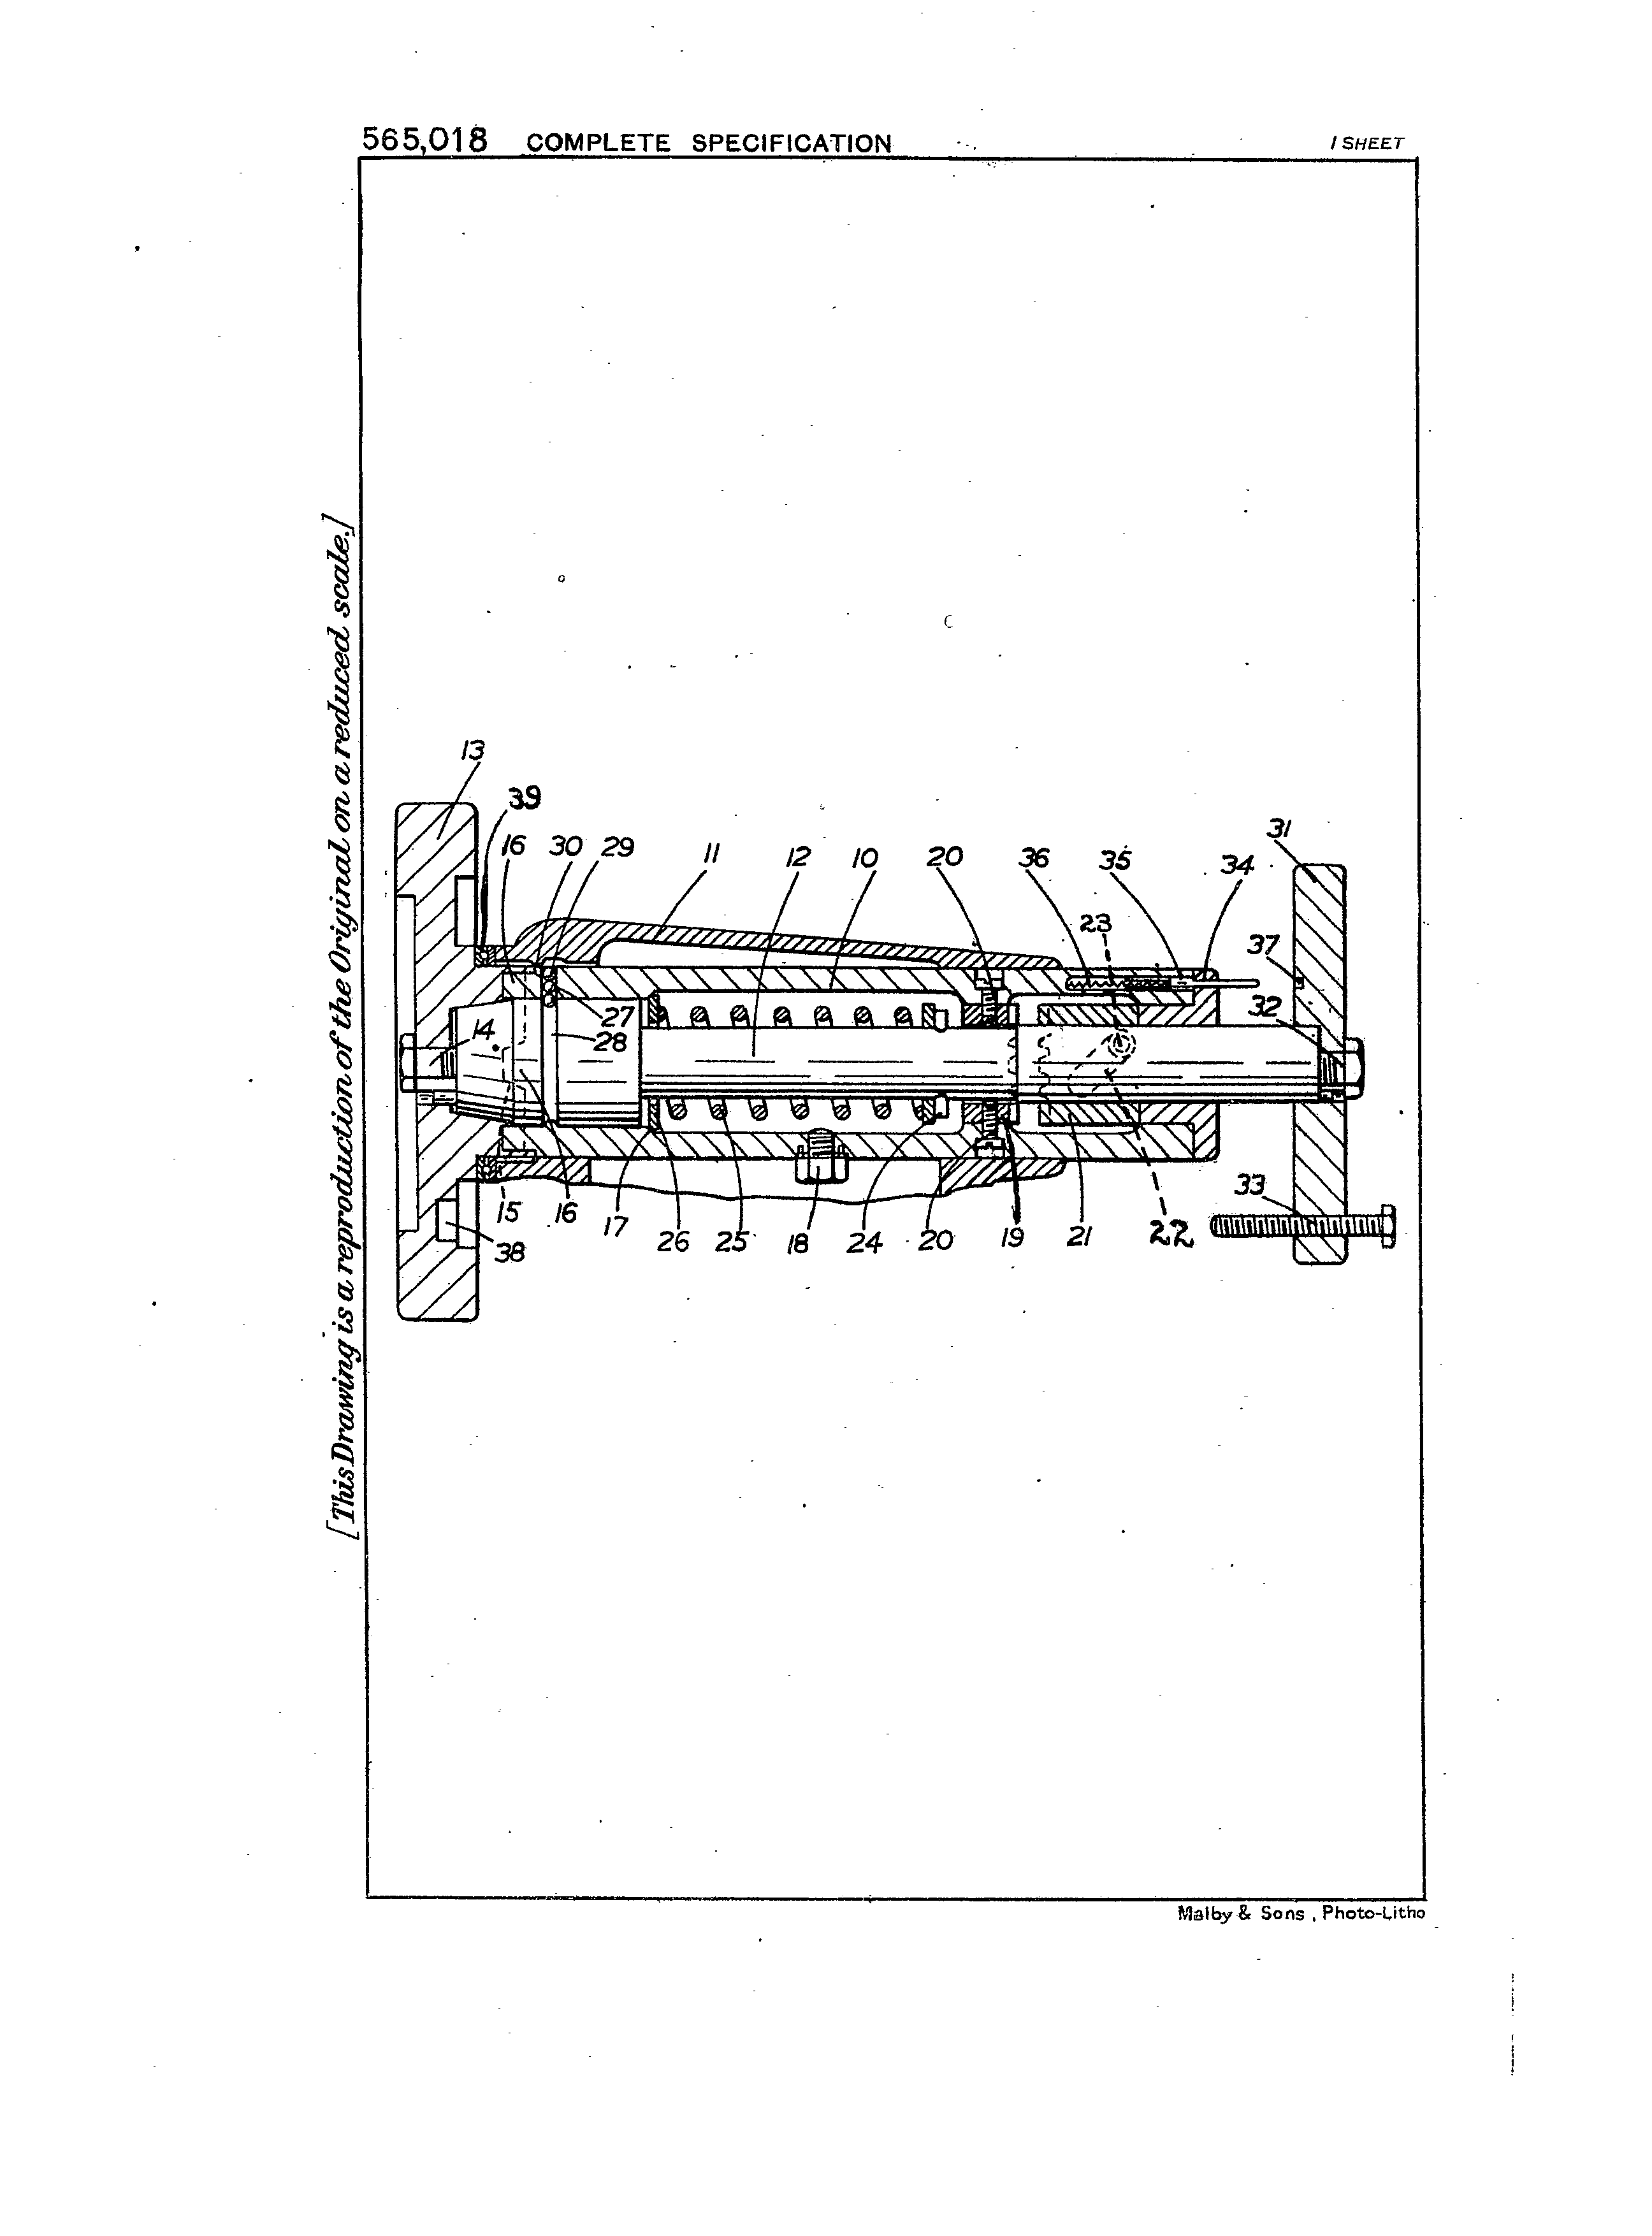 565,018 COMPLETE SPECIFICATION 1 SHEET
[This Drawing is a reproduction of the Original on a reduced scale.]
13
39
16 30 29 11 12 10 20 36 35 34 31
23
37
27
32
14
28
33
15 16 17 26 25 18 24 20 19 21 22
38
Malby & Sons, Photo-Litho